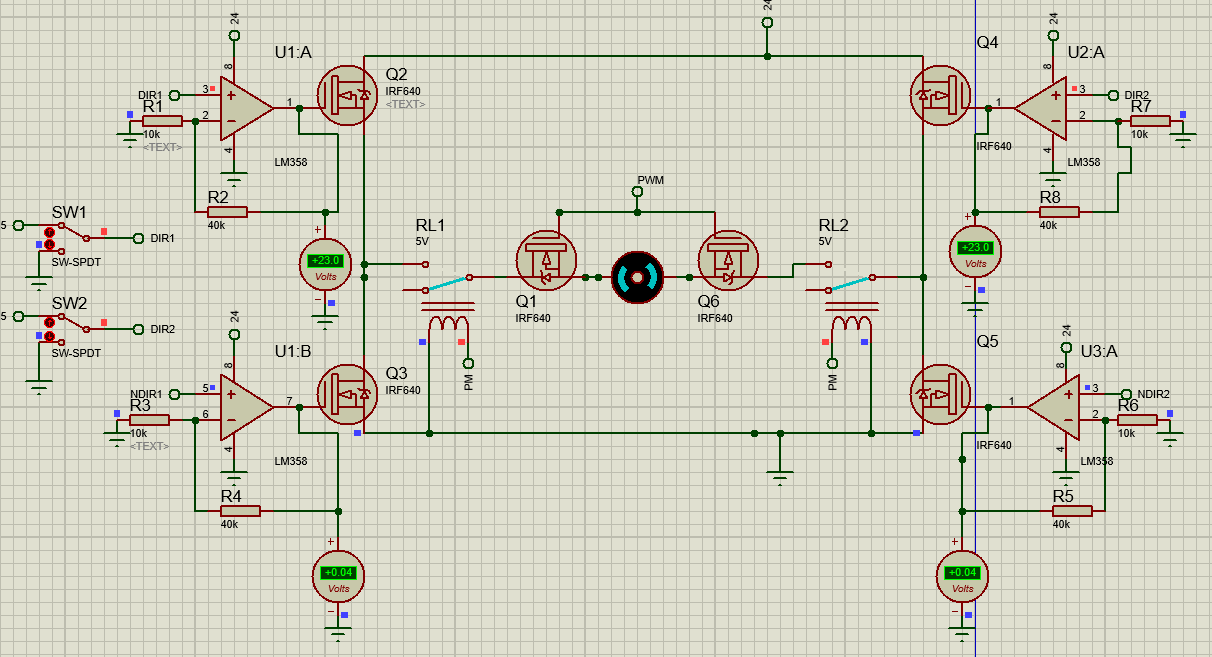 24
24
24
U1:A
Q2
IRF640
<TEXT>
Q4
U2:A
8
8
DIR1
3
1
2
4
R1
10k
<TEXT>
LM358
1
3
2
4
DIR2
R7
10k
IRF640
LM358
R2
40k
PWM
R8
40k
5
SW1
DIR1
SW-SPDT
+
+23.0
Volts
−
RL1
5V
RL2
5V
+
+23.0
Volts
−
Q1
IRF640
Q6
IRF640
5
SW2
DIR2
SW-SPDT
24
24
U1:B
Q5
U3:A
8
8
PM
PM
Q3
IRF640
NDIR1
5
7
6
4
R3
10k
<TEXT>
LM358
1
3
2
4
NDIR2
R6
10k
IRF640
LM358
R4
40k
R5
40k
+
+0.04
Volts
−
+
+0.04
Volts
−